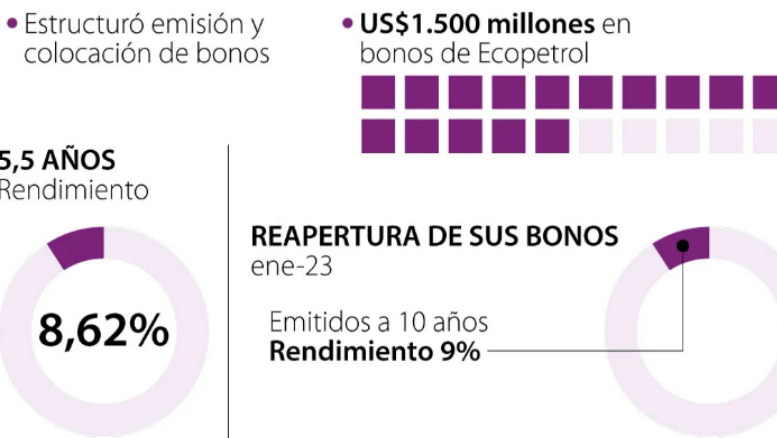 • Estructuró emisión y
colocación de bonos
• US$1.500 millones en
bonos de Ecopetrol
5,5 AÑOS
Rendimiento
8,62%
REAPERTURA DE SUS BONOS
ene-23
Emitidos a 10 años
Rendimiento 9%